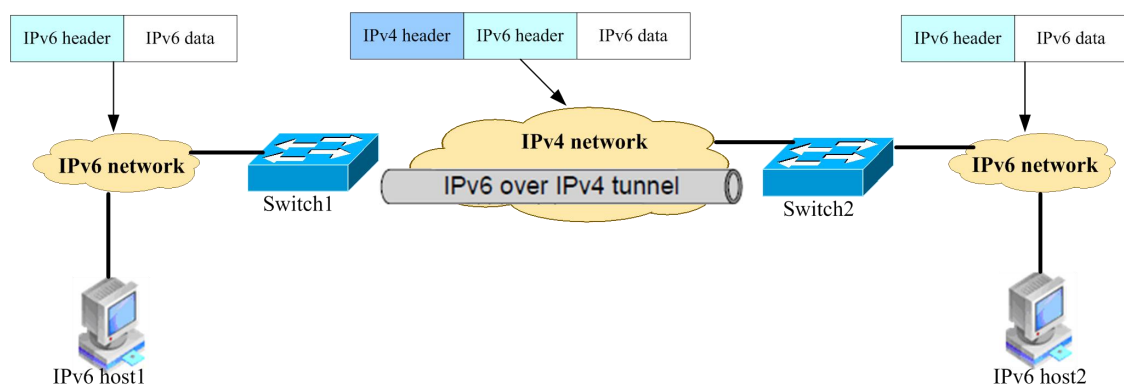 IPv6 header IPv6 data
IPv4 header IPv6 header IPv6 data
IPv6 header IPv6 data
IPv6 network
Switch1
IPv4 network
IPv6 over IPv4 tunnel
Switch2
IPv6 network
IPv6 host1
IPv6 host2